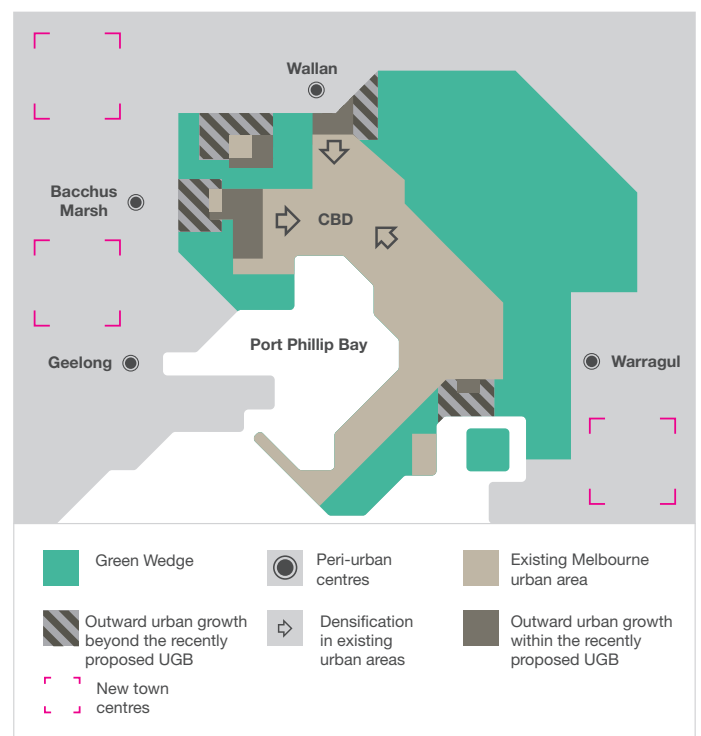 Wallan
Bacchus
Marsh
CBD
Port Phillip Bay
Geelong
Warragul
Green Wedge
Peri-urban
centres
Existing Melbourne
urban area
Outward urban growth
beyond the recently
proposed UGB
Densification
in existing
urban areas
Outward urban growth
within the recently
proposed UGB
New town
centres